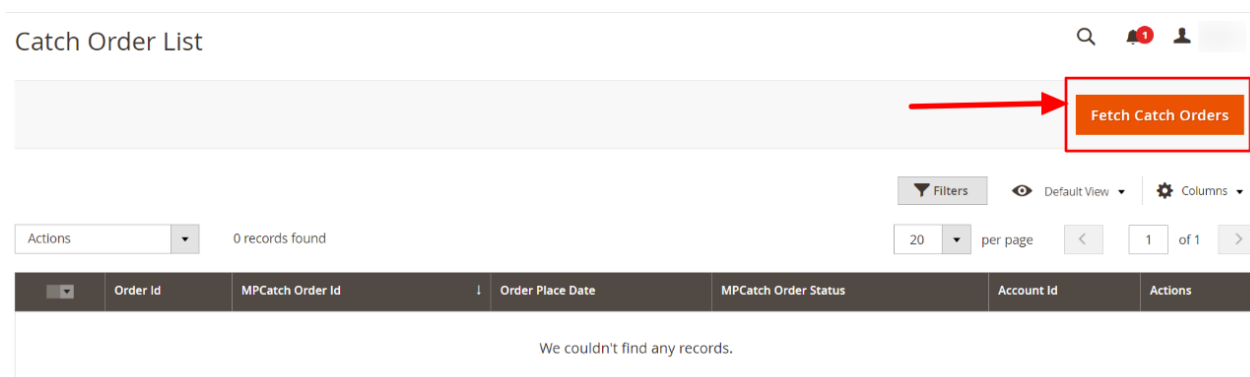 Catch Order List
1
Fetch Catch Orders
Filters
Default View
Columns
Actions
0 records found
20
per page
1
of 1
Order Id
MPCatch Order Id
Order Place Date
MPCatch Order Status
Account Id
Actions
We couldn't find any records.